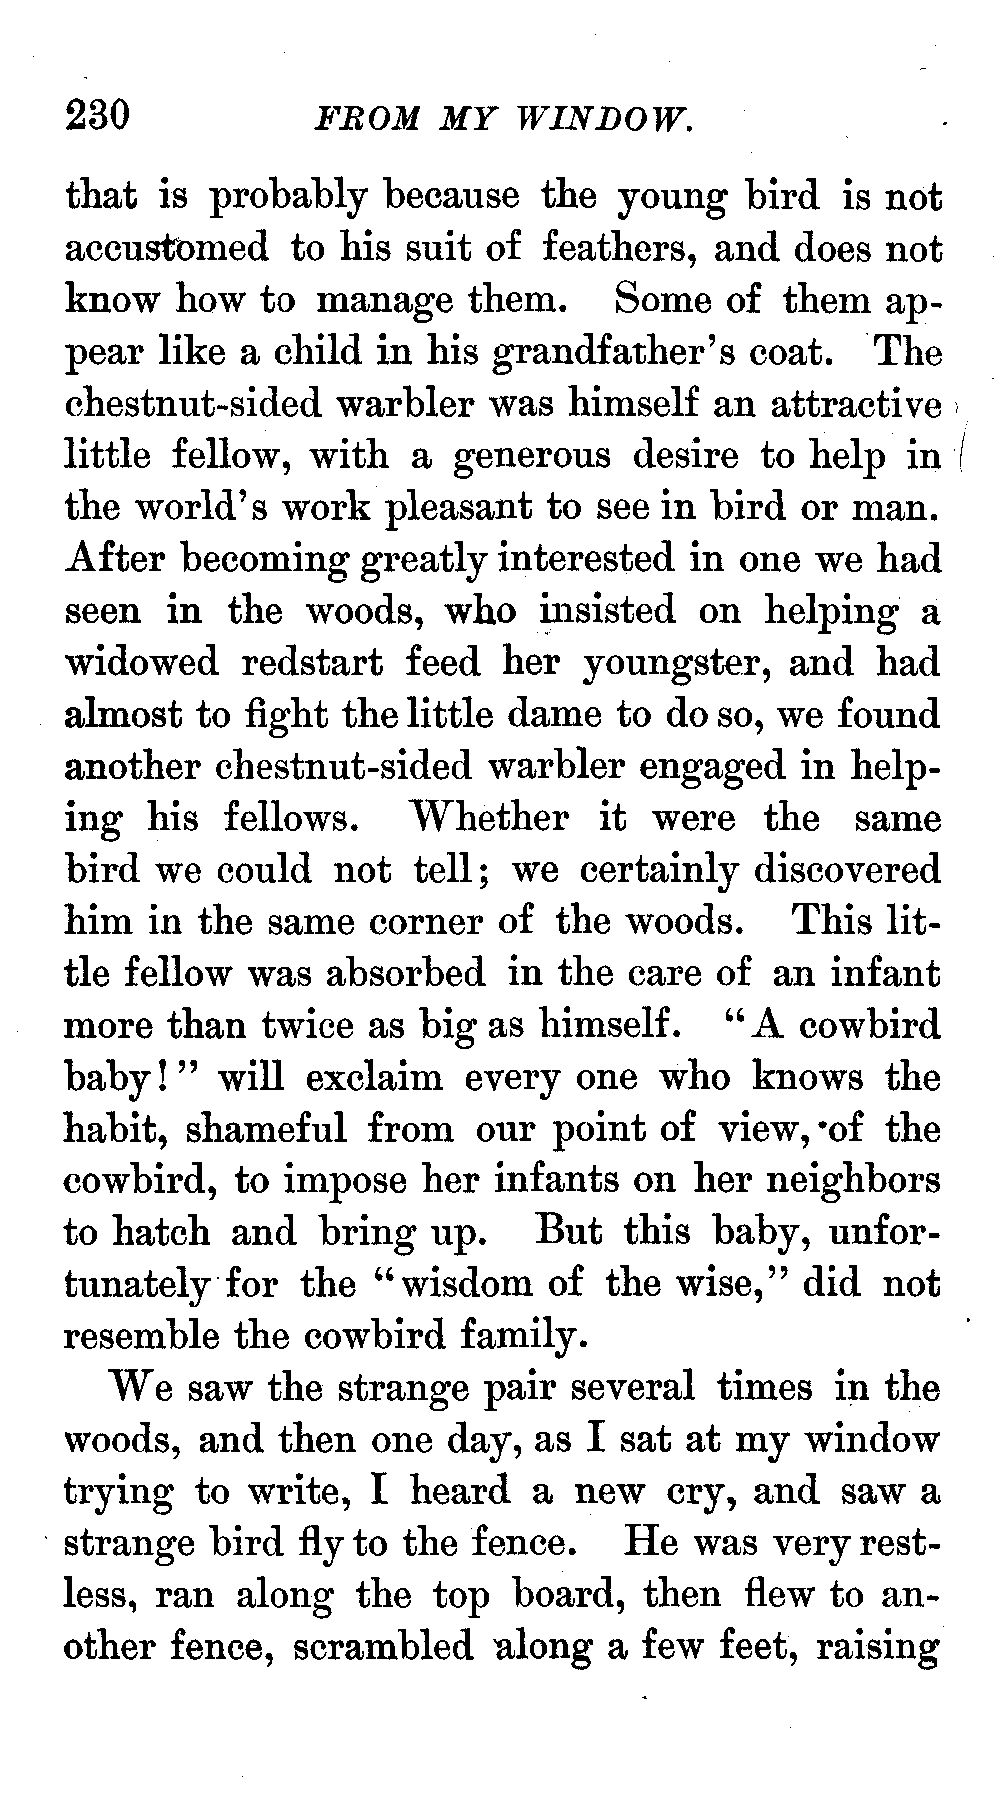 230 FROM MY WINDOW.
that is probably because the young bird is not
accustomed to his suit of feathers, and does not
know how to manage them. Some of them ap-
pear like a child in his grandfather's coat. The
chestnut-sided warbler was himself an attractive
little fellow, with a generous desire to help in
the world's work pleasant to see in bird or man.
After becoming greatly interested in one we had
seen in the woods, who insisted on helping a
widowed redstart feed her youngster, and had
almost to fight the little dame to do so, we found
another chestnut-sided warbler engaged in help-
ing his fellows. Whether it were the same
bird we could not tell; we certainly discovered
him in the same corner of the woods. This lit-
tle fellow was absorbed in the care of an infant
more than twice as big as himself. "A cowbird
baby!" will exclaim every one who knows the
habit, shameful from our point of view, of the
cowbird, to impose her infants on her neighbors
to hatch and bring up. But this baby, unfor-
tunately for the "wisdom of the wise," did not
resemble the cowbird family.
We saw the strange pair several times in the
woods, and then one day, as I sat at my window
trying to write, I heard a new cry, and saw a
strange bird fly to the fence. He was very rest-
less, ran along the top board, then flew to an-
other fence, scrambled along a few feet, raising